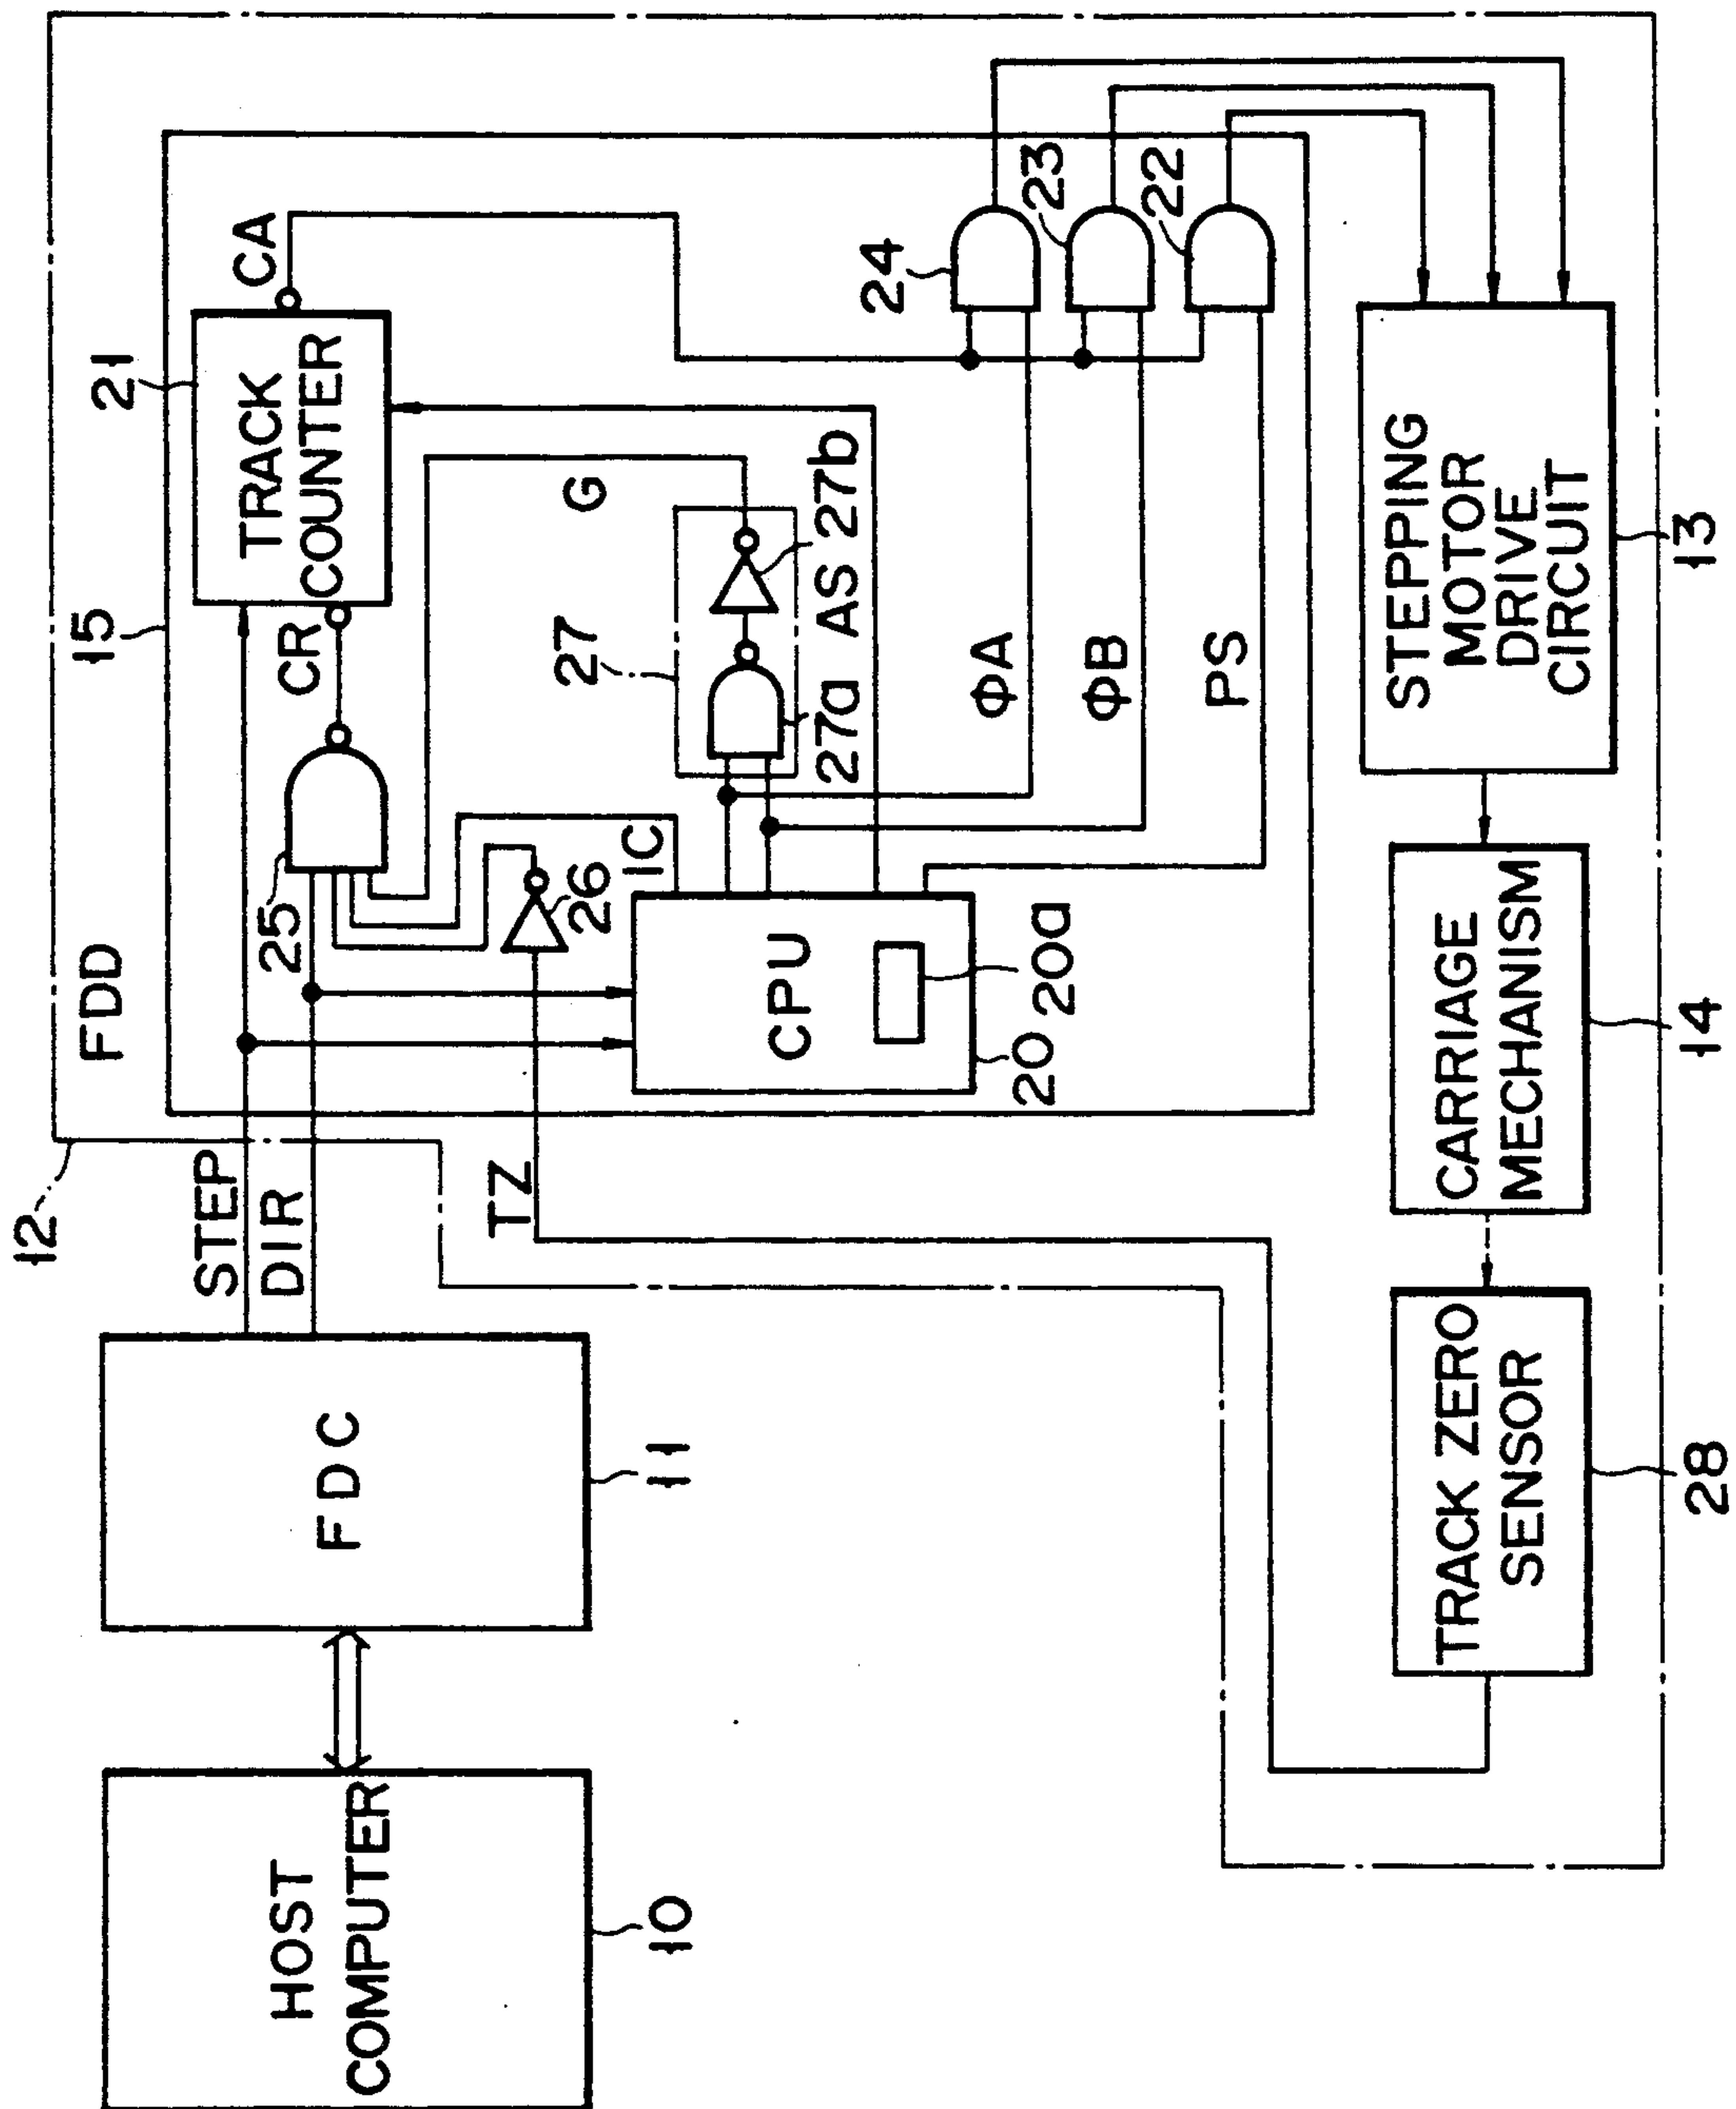 HOST
COMPUTER
10
FDC
11
STEP
DIR
TZ
12
FDD
15
25
CR
TRACK
COUNTER
21
CA
26
IC
G
27
27a
27b
AS
CPU
20
20a
ΦA
ΦB
PS
24
23
22
TRACK ZERO
SENSOR
28
CARRIAGE
MECHANISM
14
STEPPING
MOTOR
DRIVE
CIRCUIT
13